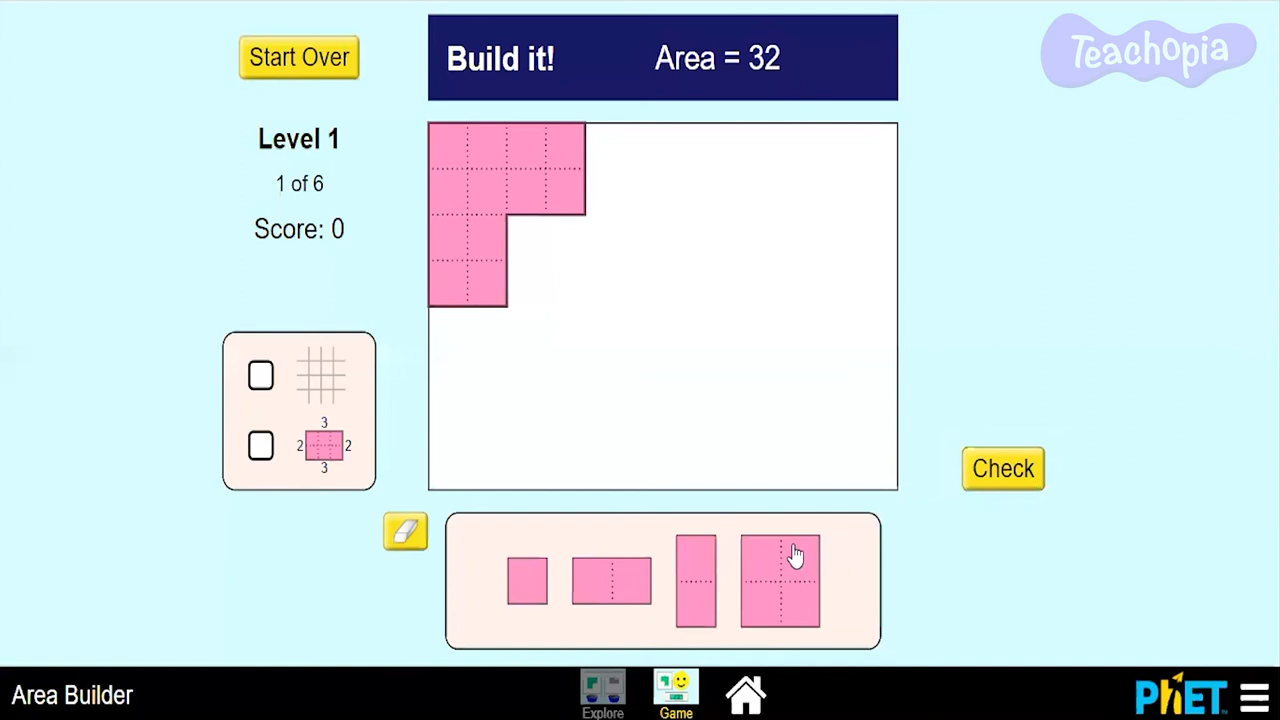 Start Over
Build it!
Area = 32
Teachopia
Level 1
1 of 6
Score: 0
3
2
2
3
Check
Area Builder
Explore
Game
PhET